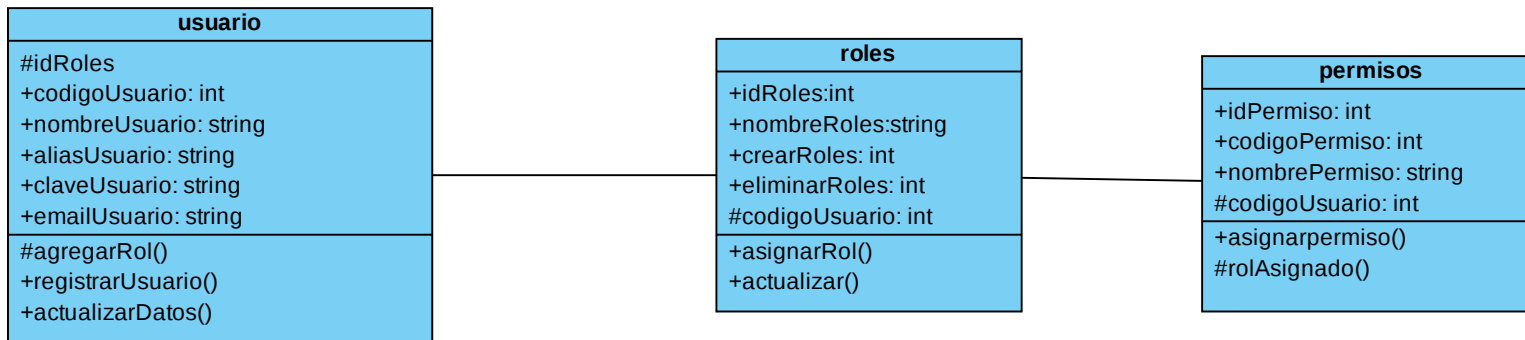 usuario
#idRoles
+codigoUsuario: int
+nombreUsuario: string
+aliasUsuario: string
+claveUsuario: string
+emailUsuario: string
#agregarRol()
+registrarUsuario()
+actualizarDatos()
roles
+idRoles:int
+nombreRoles:string
+crearRoles: int
+eliminarRoles: int
#codigoUsuario: int
+asignarRol()
+actualizar()
permisos
+idPermiso: int
+codigoPermiso: int
+nombrePermiso: string
#codigoUsuario: int
+asignarpermiso()
#rolAsignado()